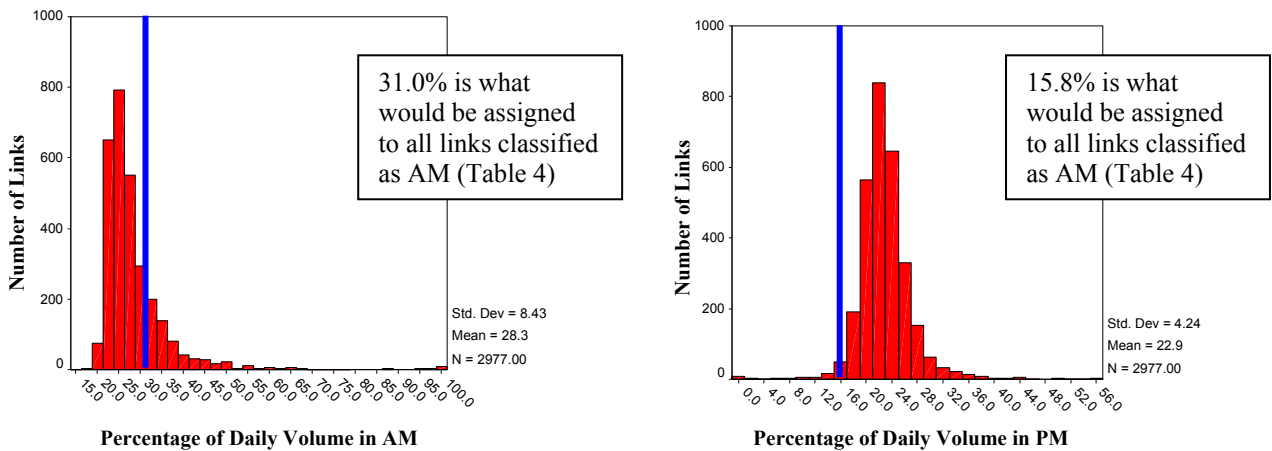 1000
800
600
400
200
0
Number of Links
31.0% is what
would be assigned
to all links classified
as AM (Table 4)
Std. Dev = 8.43
Mean = 28.3
N = 2977.00
15.0
20.0
25.0
30.0
35.0
40.0
45.0
50.0
55.0
60.0
65.0
70.0
75.0
80.0
85.0
90.0
95.0
100.0
Percentage of Daily Volume in AM
1000
800
600
400
200
0
Number of Links
15.8% is what
would be assigned
to all links classified
as AM (Table 4)
Std. Dev = 4.24
Mean = 22.9
N = 2977.00
0.0
4.0
8.0
12.0
16.0
20.0
24.0
28.0
32.0
36.0
40.0
44.0
48.0
52.0
56.0
Percentage of Daily Volume in PM